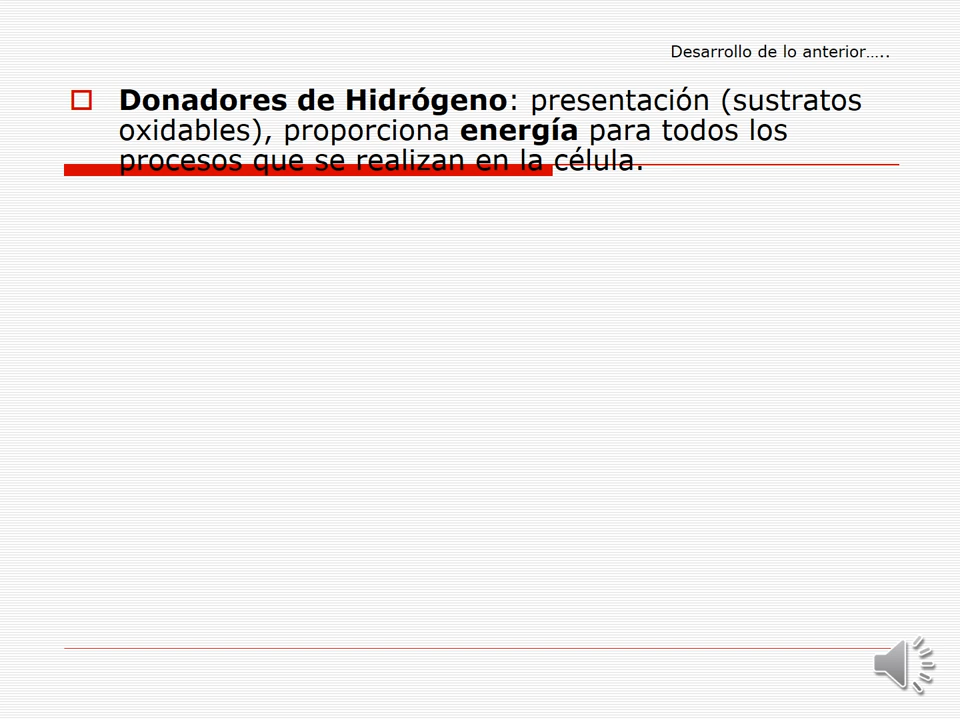 Desarrollo de lo anterior…..
Donadores de Hidrógeno: presentación (sustratos
oxidables), proporciona energía para todos los
procesos que se realizan en la célula.